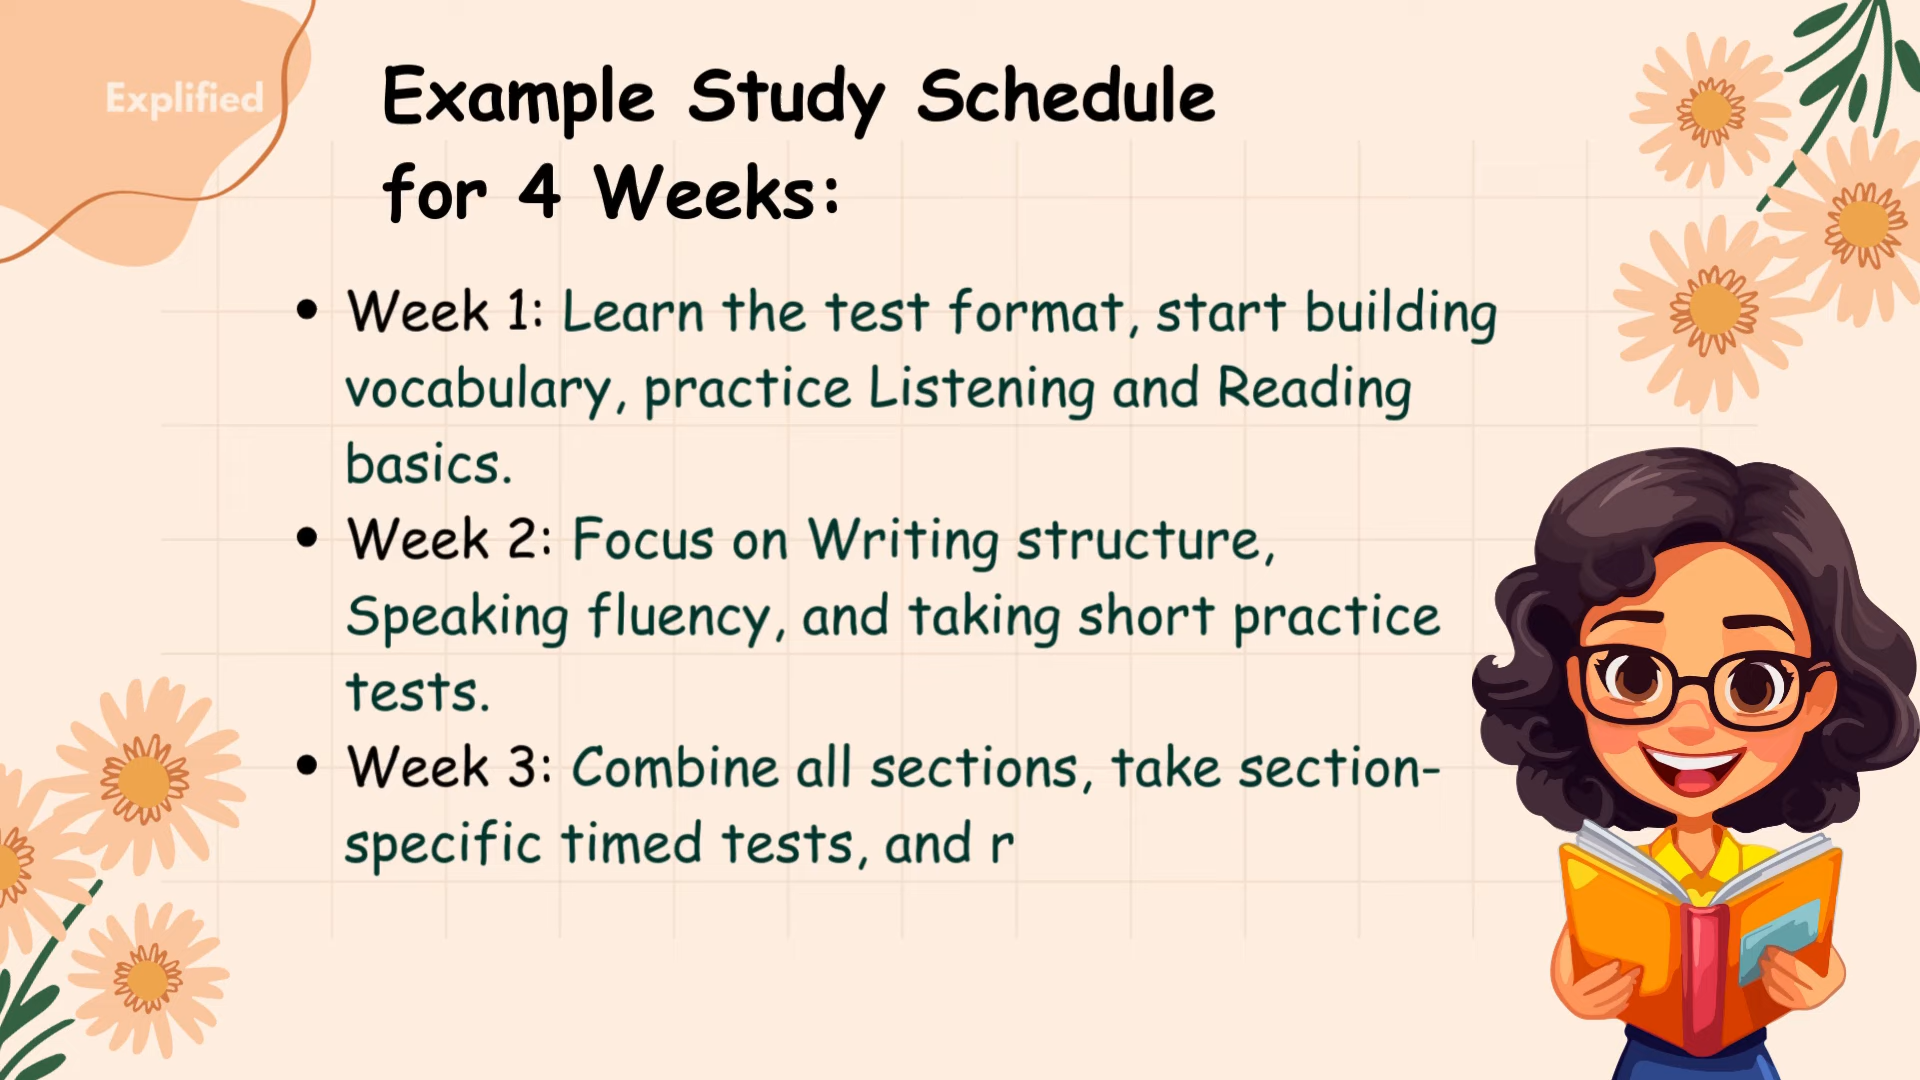 Explified
Example Study Schedule
for 4 Weeks:
• Week 1: Learn the test format, start building
vocabulary, practice Listening and Reading
basics.
• Week 2: Focus on Writing structure,
Speaking fluency, and taking short practice
tests.
• Week 3: Combine all sections, take section-
specific timed tests, and r